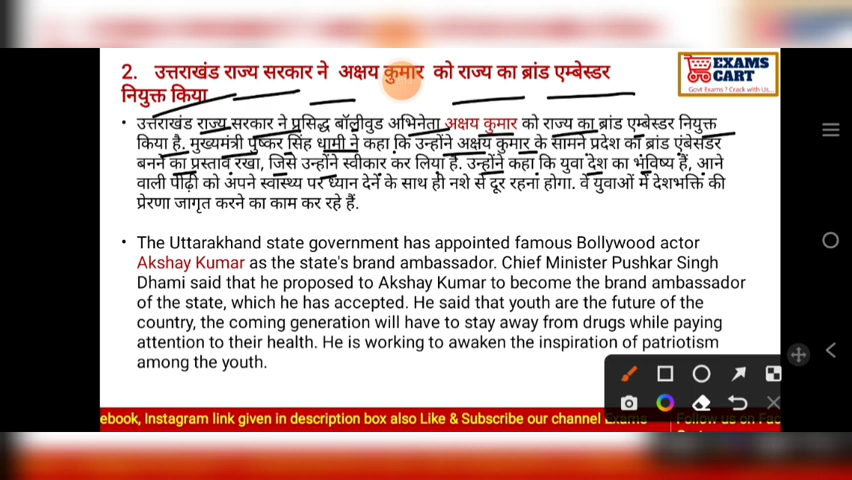 2. उत्तराखंड राज्य सरकार ने अक्षय कुमार को राज्य का ब्रांड एम्बेस्डर
नियुक्त किया
EXAMS
CART
Govt Exams ? Crack with Us...
• उत्तराखंड राज्य सरकार ने प्रसिद्ध बॉलीवुड अभिनेता अक्षय कुमार को राज्य का ब्रांड एम्बेस्डर नियुक्त
किया है. मुख्यमंत्री पुष्कर सिंह धामी ने कहा कि उन्होंने अक्षय कुमार के सामने प्रदेश का ब्रांड एंबेसडर
बनने का प्रस्ताव रखा, जिसे उन्होंने स्वीकार कर लिया है. उन्होंने कहा कि युवा देश का भविष्य हैं, आने
वाली पीढ़ी को अपने स्वास्थ्य पर ध्यान देने के साथ ही नशे से दूर रहना होगा. वे युवाओं में देशभक्ति की
प्रेरणा जागृत करने का काम कर रहे हैं.
• The Uttarakhand state government has appointed famous Bollywood actor
Akshay Kumar as the state's brand ambassador. Chief Minister Pushkar Singh
Dhami said that he proposed to Akshay Kumar to become the brand ambassador
of the state, which he has accepted. He said that youth are the future of the
country, the coming generation will have to stay away from drugs while paying
attention to their health. He is working to awaken the inspiration of patriotism
among the youth.
ebook, Instagram link given in description box also Like & Subscribe our channel Exams
Follow us on Fac